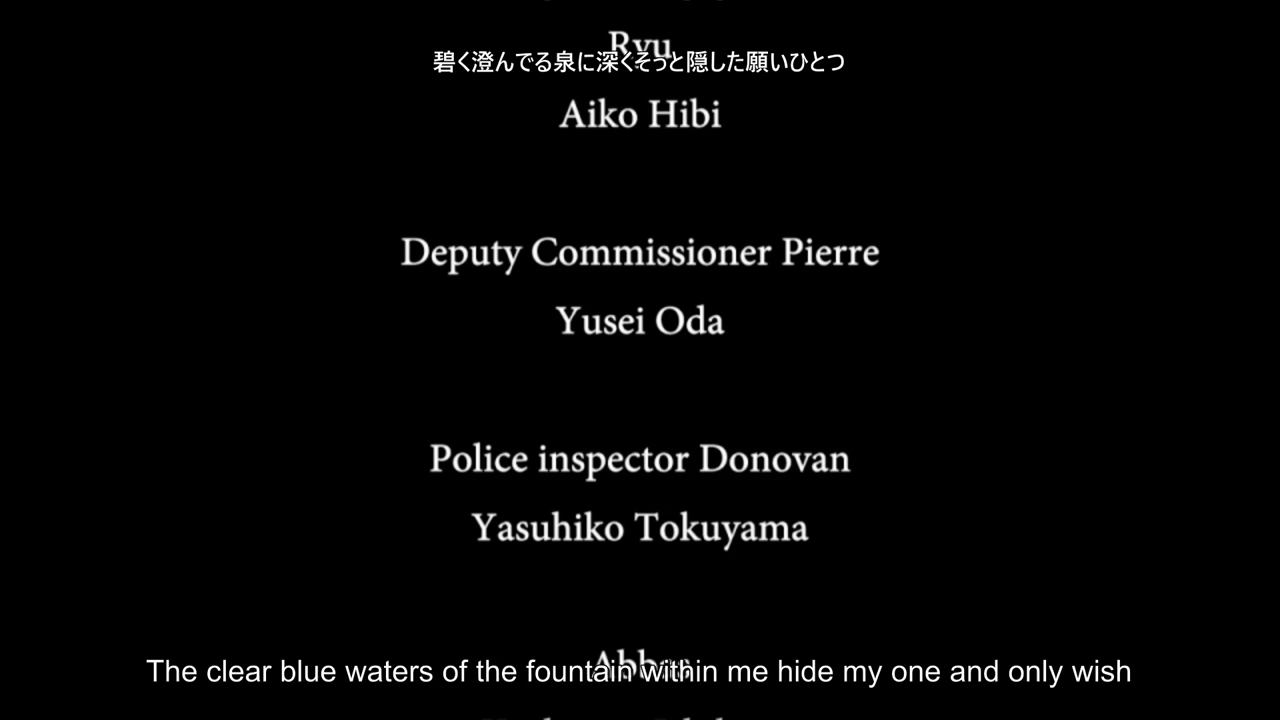 Ryu
碧く澄んでる泉に深くそっと隠した願いひとつ
Aiko Hibi
Deputy Commissioner Pierre
Yusei Oda
Police inspector Donovan
Yasuhiko Tokuyama
The clear blue waters of the fountain within me hide my one and only wish